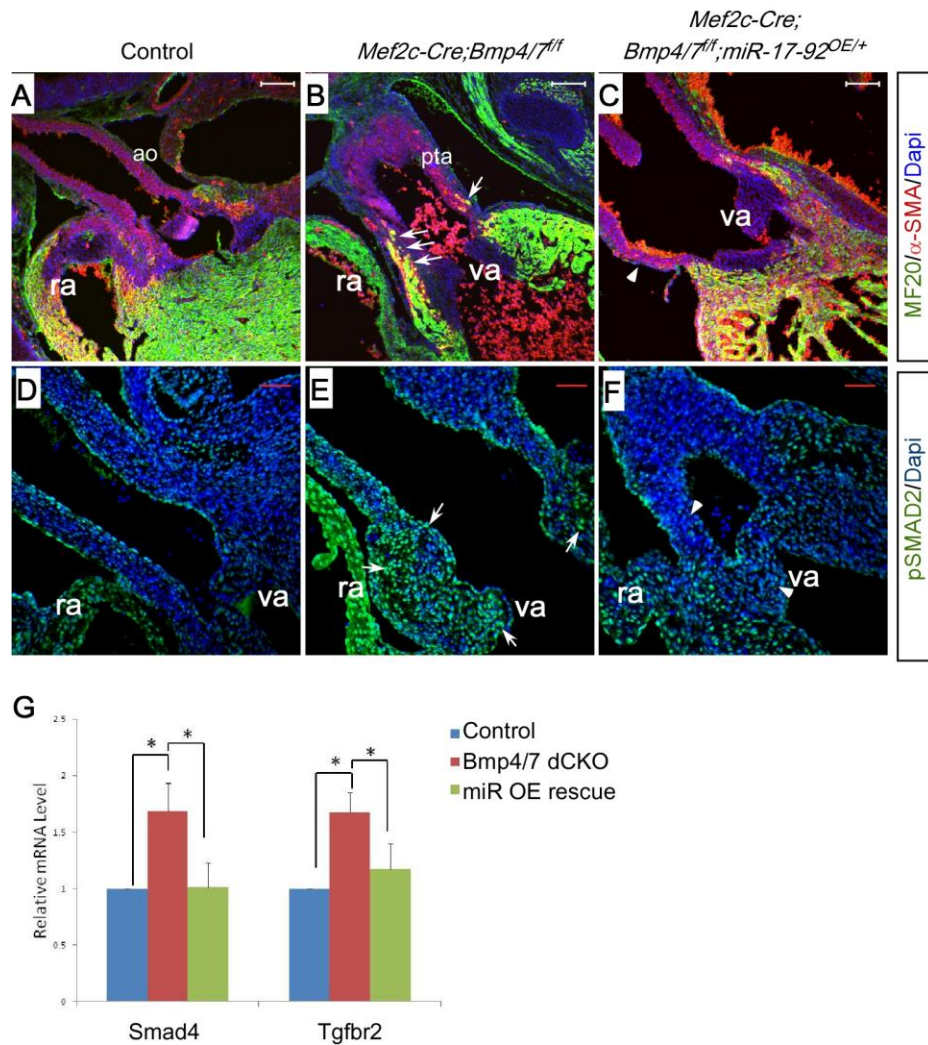 Control
Mef2c-Cre;Bmp4/7f/f
Mef2c-Cre;
Bmp4/7f/f;miR-17-92OE/+
A
ao
ra
B
pta
ra
va
C
va
MF20/α-SMA/Dapi
D
ra
va
E
ra
va
F
ra
va
pSMAD2/Dapi
G
Relative mRNA Level
2.5
2
1.5
1
0.5
0
*
*
*
*
Smad4
Tgfbr2
Control
Bmp4/7 dCKO
miR OE rescue